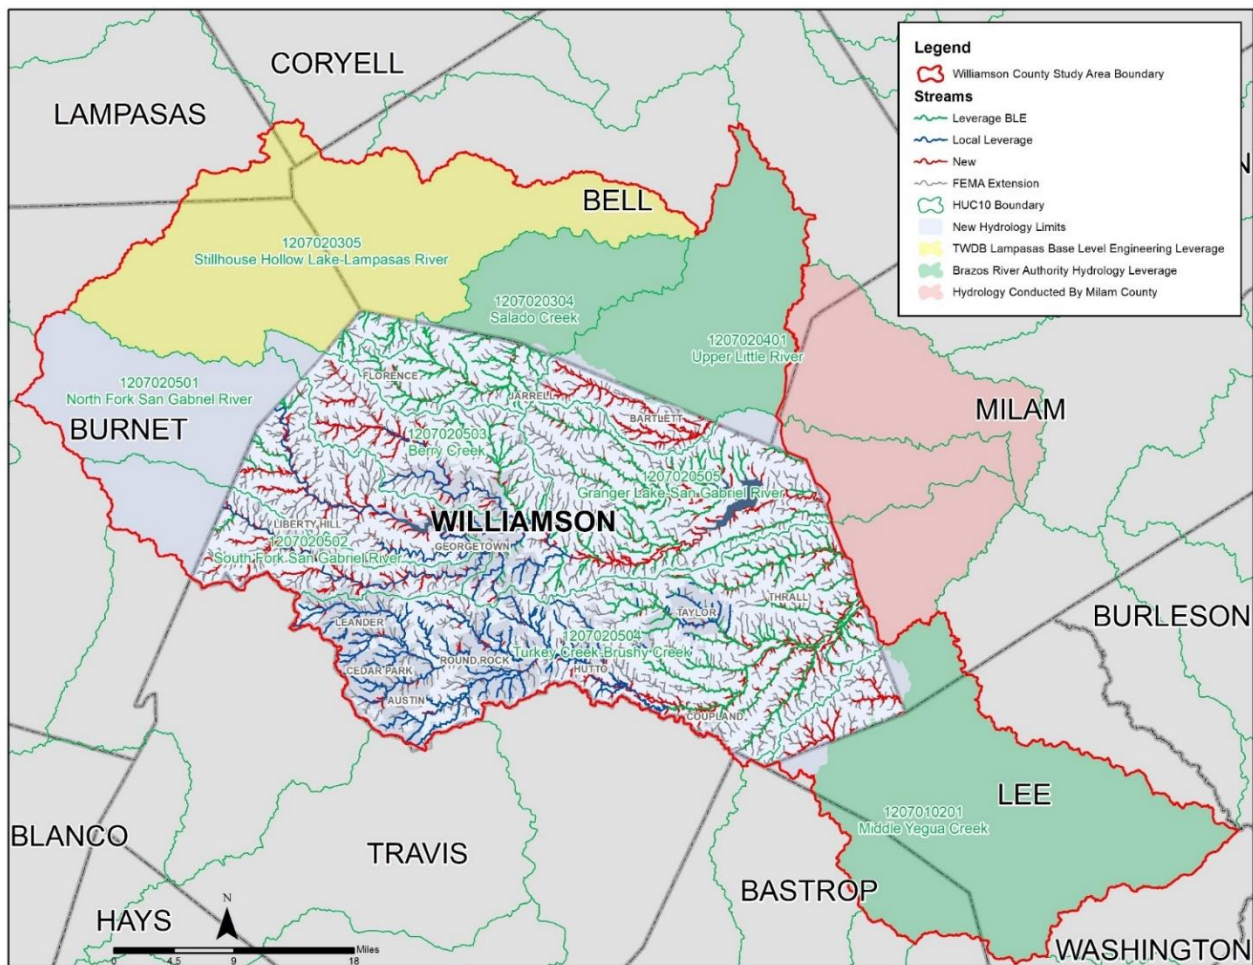 CORYELL
LAMPASAS
BELL
Legend
Williamson County Study Area Boundary
Streams
Leverage BLE
Local Leverage
New
FEMA Extension
HUC10 Boundary
New Hydrology Limits
TWDB Lampasas Base Level Engineering Leverage
Brazos River Authority Hydrology Leverage
Hydrology Conducted By Milam County
N
1207020305
Stillhouse Hollow Lake-Lampasas River
1207020304
Salado Creek
1207020401
Upper Little River
1207020501
North Fork San Gabriel River
BURNET
MILAM
FLORENCE
JARRELL
BARTLETT
1207020503
Berry Creek
1207020505
Granger Lake-San Gabriel River
WILLIAMSON
LIBERTY HILL
1207020502
South Fork San Gabriel River
GEORGETOWN
TAYLOR
THRALL
LEANDER
1207020504
Turkey Creek-Brushy Creek
ROUND ROCK
HUTTO
CEDAR PARK
AUSTIN
COUPLAND
BURLESON
LEE
1207010201
Middle Yegua Creek
BLANCO
TRAVIS
BASTROP
HAYS
WASHINGTON
N
Miles
0 4.5 9 18